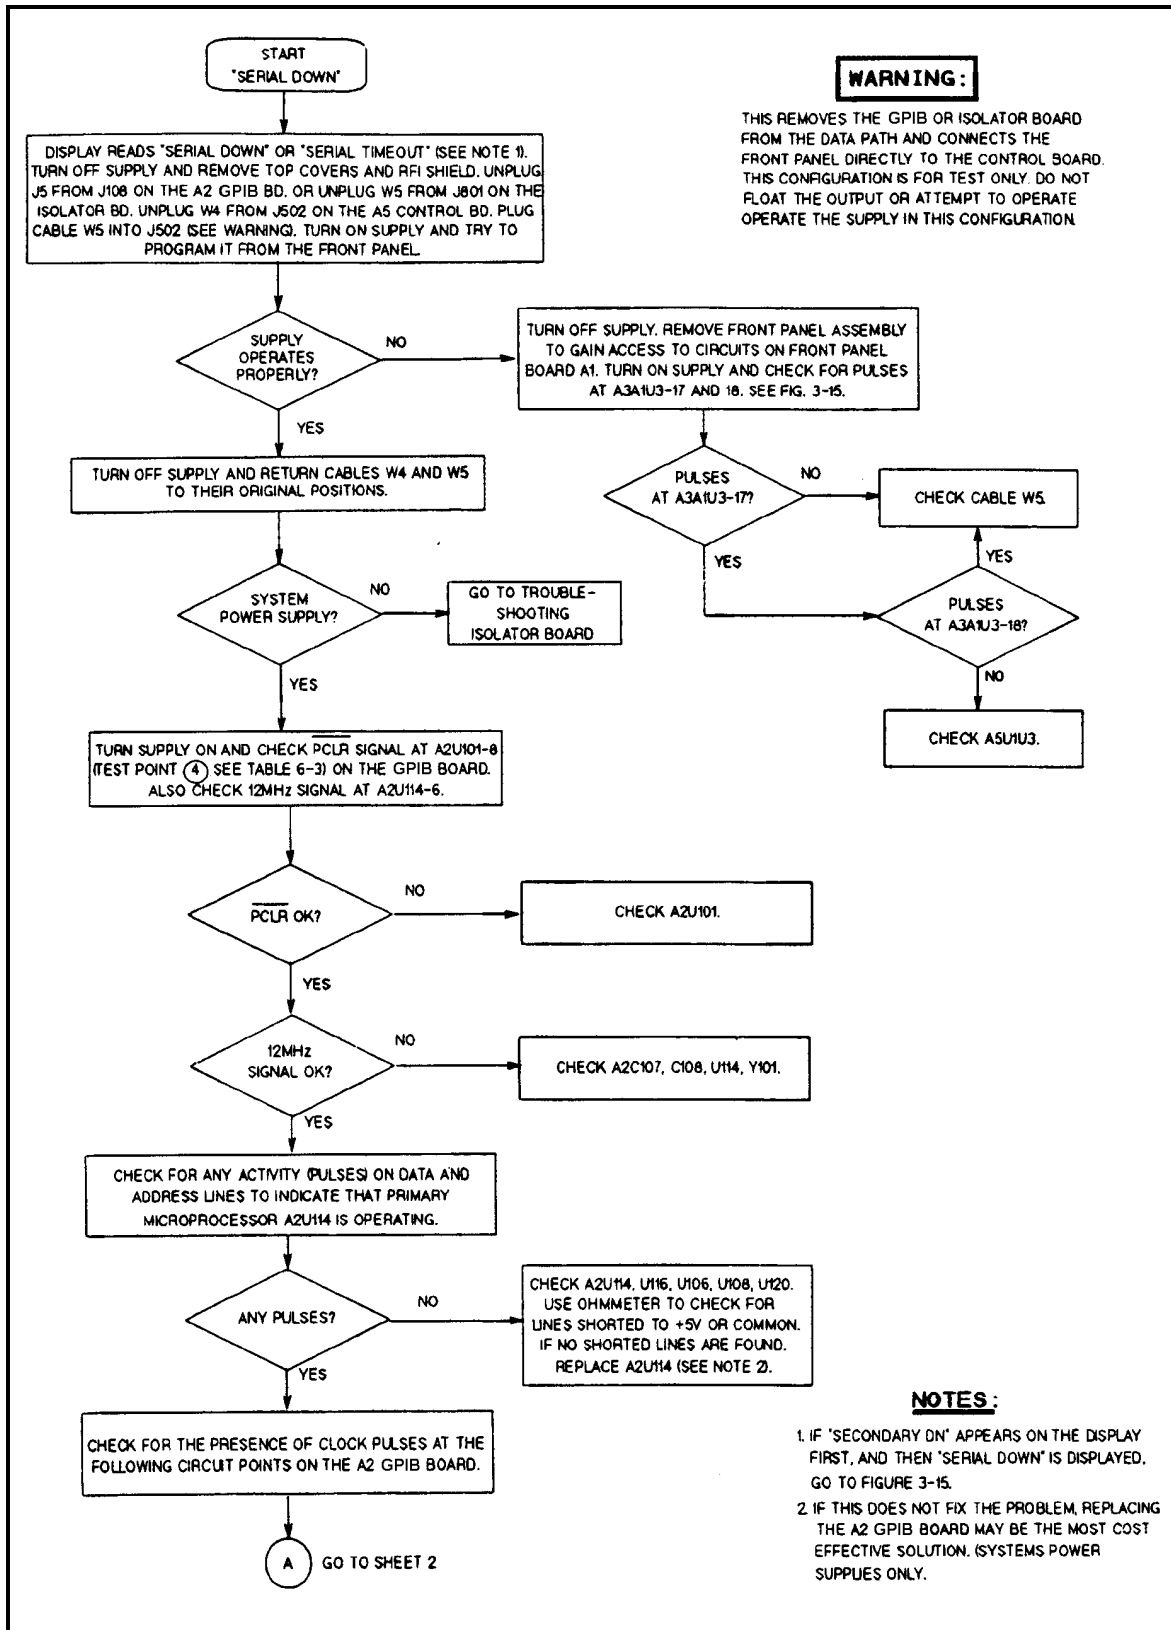 START
"SERIAL DOWN"
DISPLAY READS "SERIAL DOWN" OR "SERIAL TIMEOUT" (SEE NOTE 1).
TURN OFF SUPPLY AND REMOVE TOP COVERS AND RFI SHIELD. UNPLUG
J5 FROM J108 ON THE A2 GPIB BD. OR UNPLUG W5 FROM J801 ON THE
ISOLATOR BD. UNPLUG W4 FROM J502 ON THE A5 CONTROL BD. PLUG
CABLE W5 INTO J502 (SEE WARNING). TURN ON SUPPLY AND TRY TO
PROGRAM IT FROM THE FRONT PANEL.
WARNING:
THIS REMOVES THE GPIB OR ISOLATOR BOARD
FROM THE DATA PATH AND CONNECTS THE
FRONT PANEL DIRECTLY TO THE CONTROL BOARD.
THIS CONFIGURATION IS FOR TEST ONLY. DO NOT
FLOAT THE OUTPUT OR ATTEMPT TO OPERATE
OPERATE THE SUPPLY IN THIS CONFIGURATION.
SUPPLY
OPERATES
PROPERLY?
NO
YES
TURN OFF SUPPLY. REMOVE FRONT PANEL ASSEMBLY
TO GAIN ACCESS TO CIRCUITS ON FRONT PANEL
BOARD A1. TURN ON SUPPLY AND CHECK FOR PULSES
AT A3A1U3-17 AND 18. SEE FIG. 3-15.
TURN OFF SUPPLY AND RETURN CABLES W4 AND W5
TO THEIR ORIGINAL POSITIONS.
PULSES
AT A3A1U3-17?
NO
YES
CHECK CABLE W5.
YES
PULSES
AT A3A1U3-18?
NO
CHECK A5U1U3.
SYSTEM
POWER SUPPLY?
NO
YES
GO TO TROUBLE-
SHOOTING
ISOLATOR BOARD
TURN SUPPLY ON AND CHECK PCLR SIGNAL AT A2U101-8
(TEST POINT 4 SEE TABLE 6-3) ON THE GPIB BOARD.
ALSO CHECK 12MHz SIGNAL AT A2U114-6.
PCLR OK?
NO
YES
CHECK A2U101.
12MHz
SIGNAL OK?
NO
YES
CHECK A2C107, C108, U114, Y101.
CHECK FOR ANY ACTIVITY (PULSES) ON DATA AND
ADDRESS LINES TO INDICATE THAT PRIMARY
MICROPROCESSOR A2U114 IS OPERATING.
ANY PULSES?
NO
YES
CHECK A2U114, U116, U106, U108, U120.
USE OHMMETER TO CHECK FOR
LINES SHORTED TO +5V OR COMMON.
IF NO SHORTED LINES ARE FOUND.
REPLACE A2U114 (SEE NOTE 2).
CHECK FOR THE PRESENCE OF CLOCK PULSES AT THE
FOLLOWING CIRCUIT POINTS ON THE A2 GPIB BOARD.
A GO TO SHEET 2
NOTES:
1. IF "SECONDARY DN" APPEARS ON THE DISPLAY
FIRST, AND THEN "SERIAL DOWN" IS DISPLAYED,
GO TO FIGURE 3-15.
2. IF THIS DOES NOT FIX THE PROBLEM, REPLACING
THE A2 GPIB BOARD MAY BE THE MOST COST
EFFECTIVE SOLUTION. (SYSTEMS POWER
SUPPLIES ONLY.